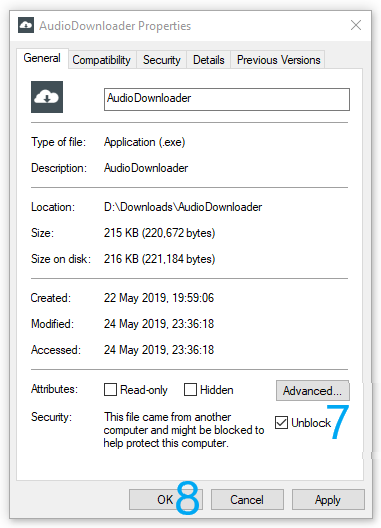 AudioDownloader Properties
General Compatibility Security Details Previous Versions
AudioDownloader
Type of file: Application (.exe)
Description: AudioDownloader
Location: D:\Downloads\AudioDownloader
Size: 215 KB (220,672 bytes)
Size on disk: 216 KB (221,184 bytes)
Created: 22 May 2019, 19:59:06
Modified: 24 May 2019, 23:36:18
Accessed: 24 May 2019, 23:36:18
Attributes: Read-only Hidden Advanced...
Security: This file came from another
computer and might be blocked to
help protect this computer.
Unblock 7
OK 8 Cancel Apply